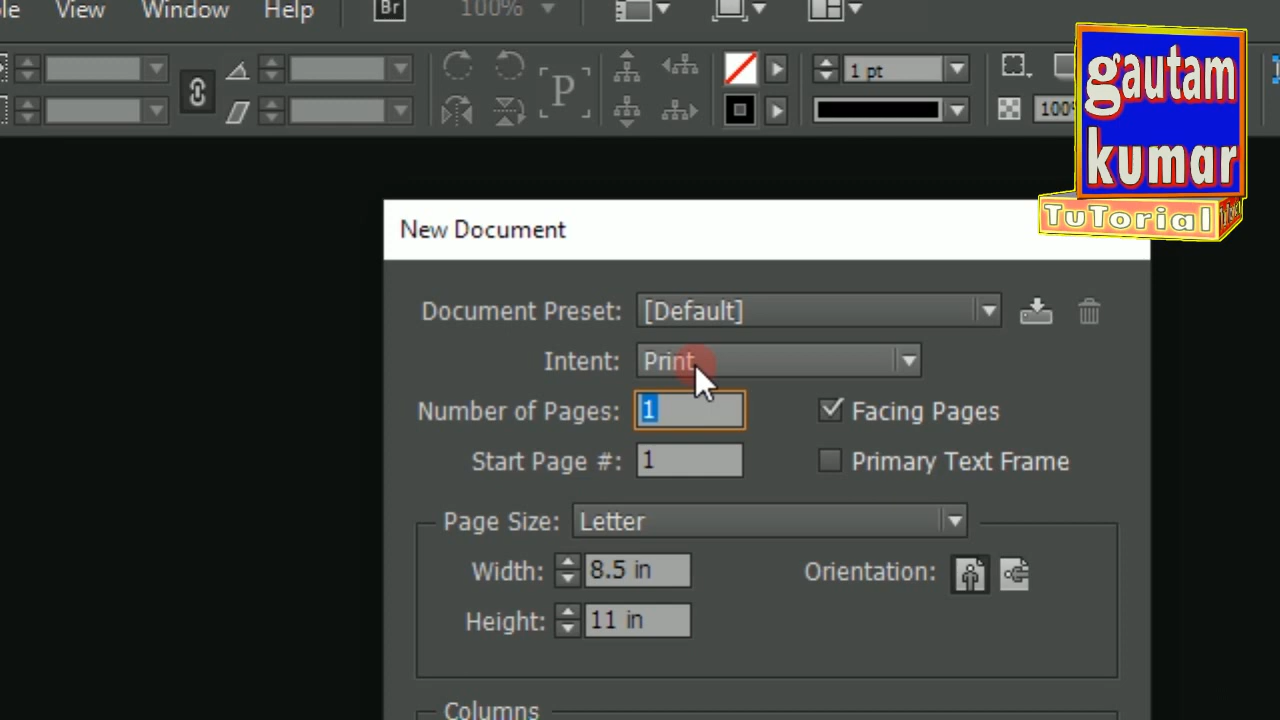 View Window Help Br 100%
1 pt
P
100%
gautam
kumar
TuTorial
New Document
Document Preset: [Default]
Intent: Print
Number of Pages: 1 Facing Pages
Start Page #: 1 Primary Text Frame
Page Size: Letter
Width: 8.5 in Orientation:
Height: 11 in
Columns